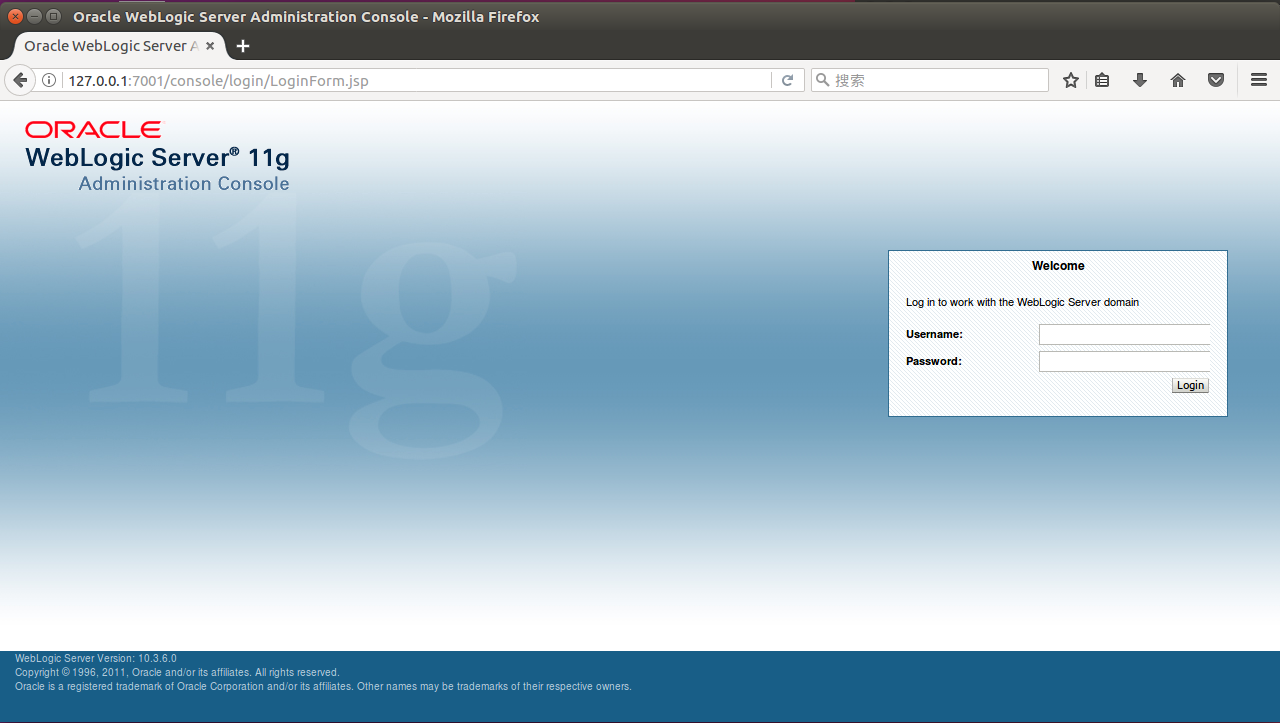 Oracle WebLogic Server Administration Console - Mozilla Firefox
Oracle WebLogic Server A
127.0.0.1:7001/console/login/LoginForm.jsp
搜索
ORACLE
WebLogic Server® 11g
Administration Console
11g
Welcome
Log in to work with the WebLogic Server domain
Username:
Password:
Login
WebLogic Server Version: 10.3.6.0
Copyright © 1996, 2011, Oracle and/or its affiliates. All rights reserved.
Oracle is a registered trademark of Oracle Corporation and/or its affiliates. Other names may be trademarks of their respective owners.